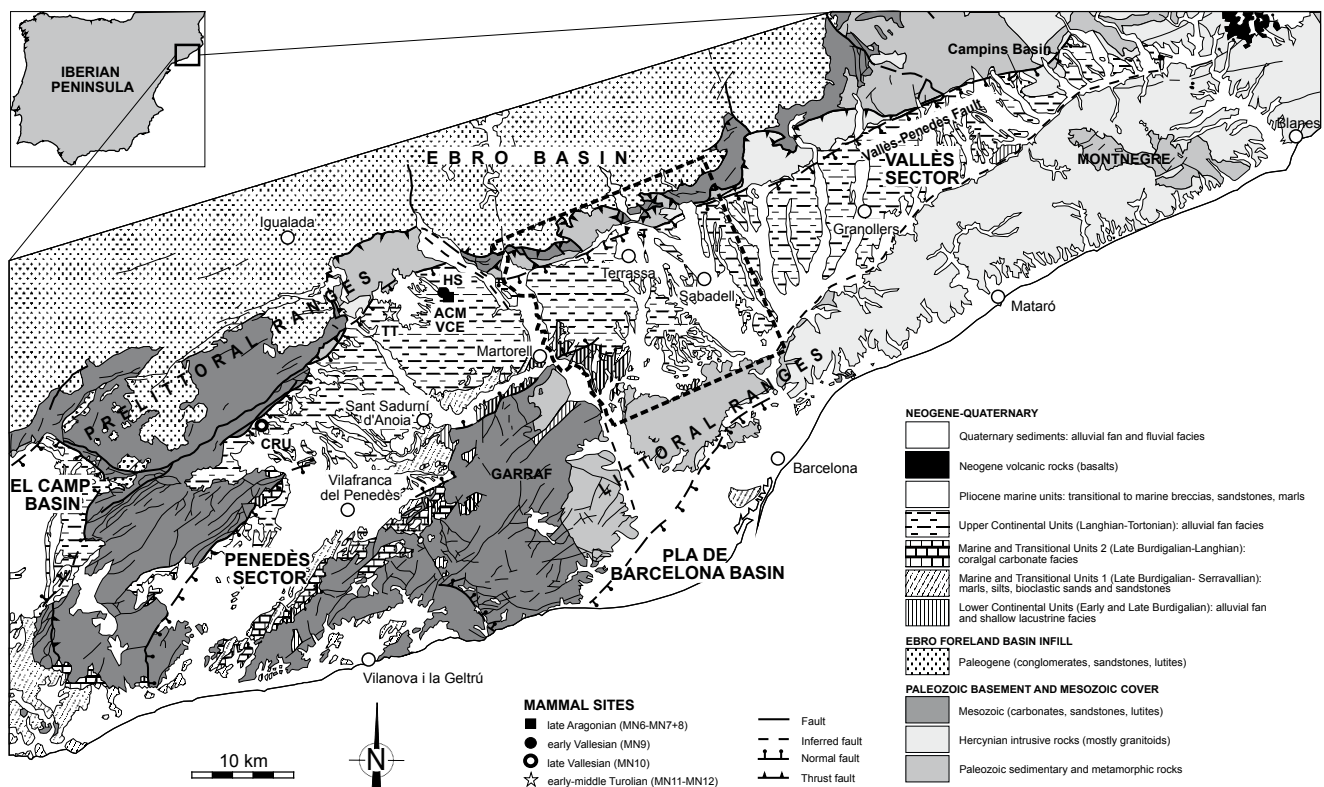 IBERIAN
PENINSULA
Campins Basin
Blanes
EBRO BASIN
Vallès-Penedès Fault
VALLÈS
SECTOR
MONTNEGRE
Igualada
Granollers
Terrassa
Sabadell
Mataró
PRE-LITTORAL RANGES
HS
ACM
VCE
TT
Martorell
Sant Sadurní
d'Anoia
CRU
LITTORAL RANGES
GARRAF
Barcelona
EL CAMP
BASIN
Vilafranca
del Penedès
PENEDÈS
SECTOR
PLA DE
BARCELONA BASIN
Vilanova i la Geltrú
10 km
N
MAMMAL SITES
late Aragonian (MN6-MN7+8)
early Vallesian (MN9)
late Vallesian (MN10)
early-middle Turolian (MN11-MN12)
Fault
Inferred fault
Normal fault
Thrust fault
NEOGENE-QUATERNARY
Quaternary sediments: alluvial fan and fluvial facies
Neogene volcanic rocks (basalts)
Pliocene marine units: transitional to marine breccias, sandstones, marls
Upper Continental Units (Langhian-Tortonian): alluvial fan facies
Marine and Transitional Units 2 (Late Burdigalian-Langhian):
coralgal carbonate facies
Marine and Transitional Units 1 (Late Burdigalian- Serravallian):
marls, silts, bioclastic sands and sandstones
Lower Continental Units (Early and Late Burdigalian): alluvial fan
and shallow lacustrine facies
EBRO FORELAND BASIN INFILL
Paleogene (conglomerates, sandstones, lutites)
PALEOZOIC BASEMENT AND MESOZOIC COVER
Mesozoic (carbonates, sandstones, lutites)
Hercynian intrusive rocks (mostly granitoids)
Paleozoic sedimentary and metamorphic rocks